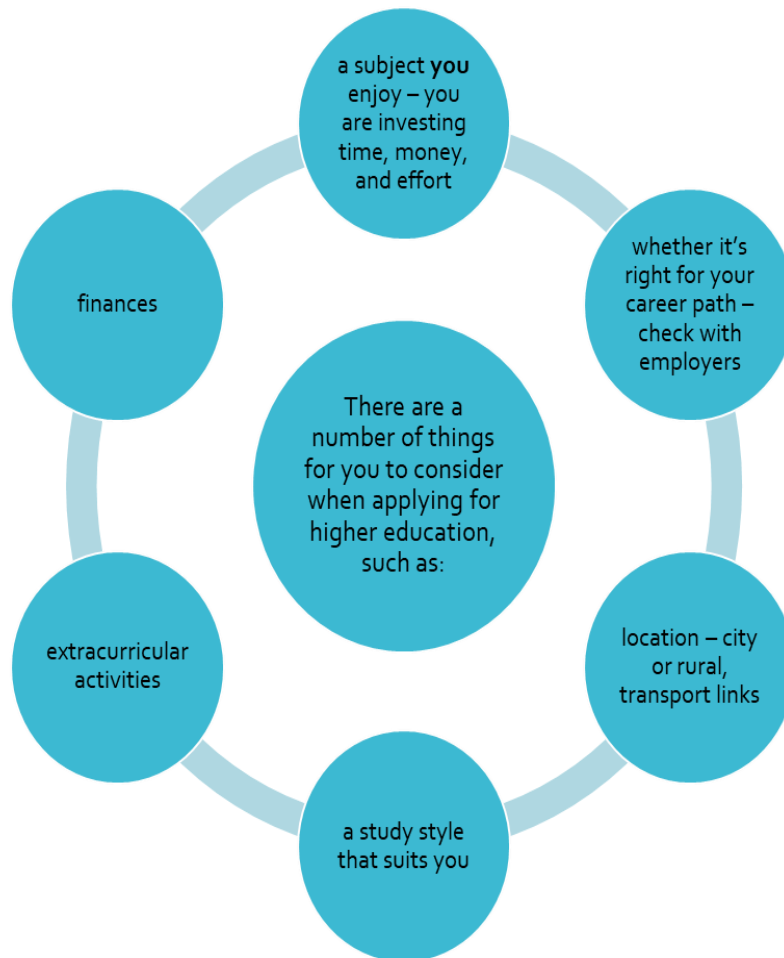 a subject you
enjoy – you
are investing
time, money,
and effort
whether it’s
right for your
career path –
check with
employers
location – city
or rural,
transport links
a study style
that suits you
extracurricular
activities
finances
There are a
number of things
for you to consider
when applying for
higher education,
such as: